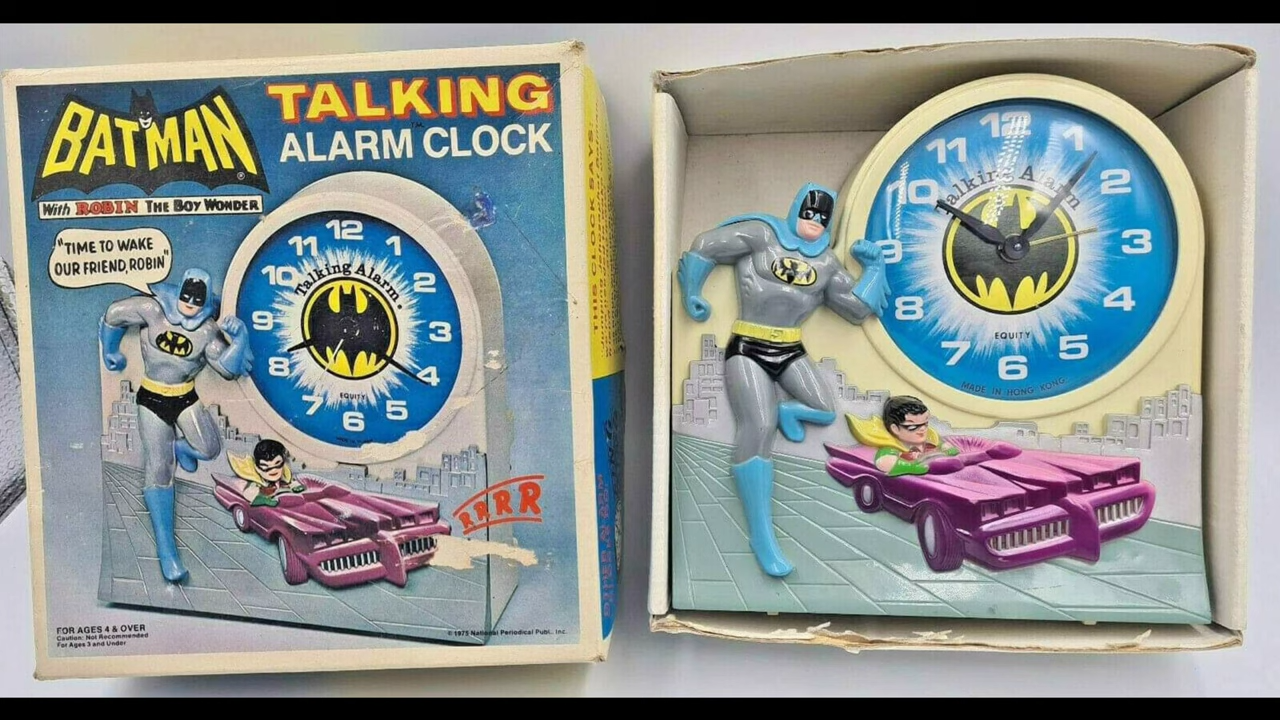 BATMAN®
With ROBIN THE BOY WONDER
TALKING
ALARM CLOCK
"TIME TO WAKE
OUR FRIEND, ROBIN"
12
11 1
10 2
9 3
8 4
7 5
6
Talking Alarm.
EQUITY
RRRR
FOR AGES 4 & OVER
Caution: Not Recommended
For Ages 3 and Under
© 1975 National Periodical Publ., Inc.
THIS CLOCK SAYS:
12
11 1
10 2
9 3
8 4
7 5
6
Talking Alarm
EQUITY
MADE IN HONG KONG